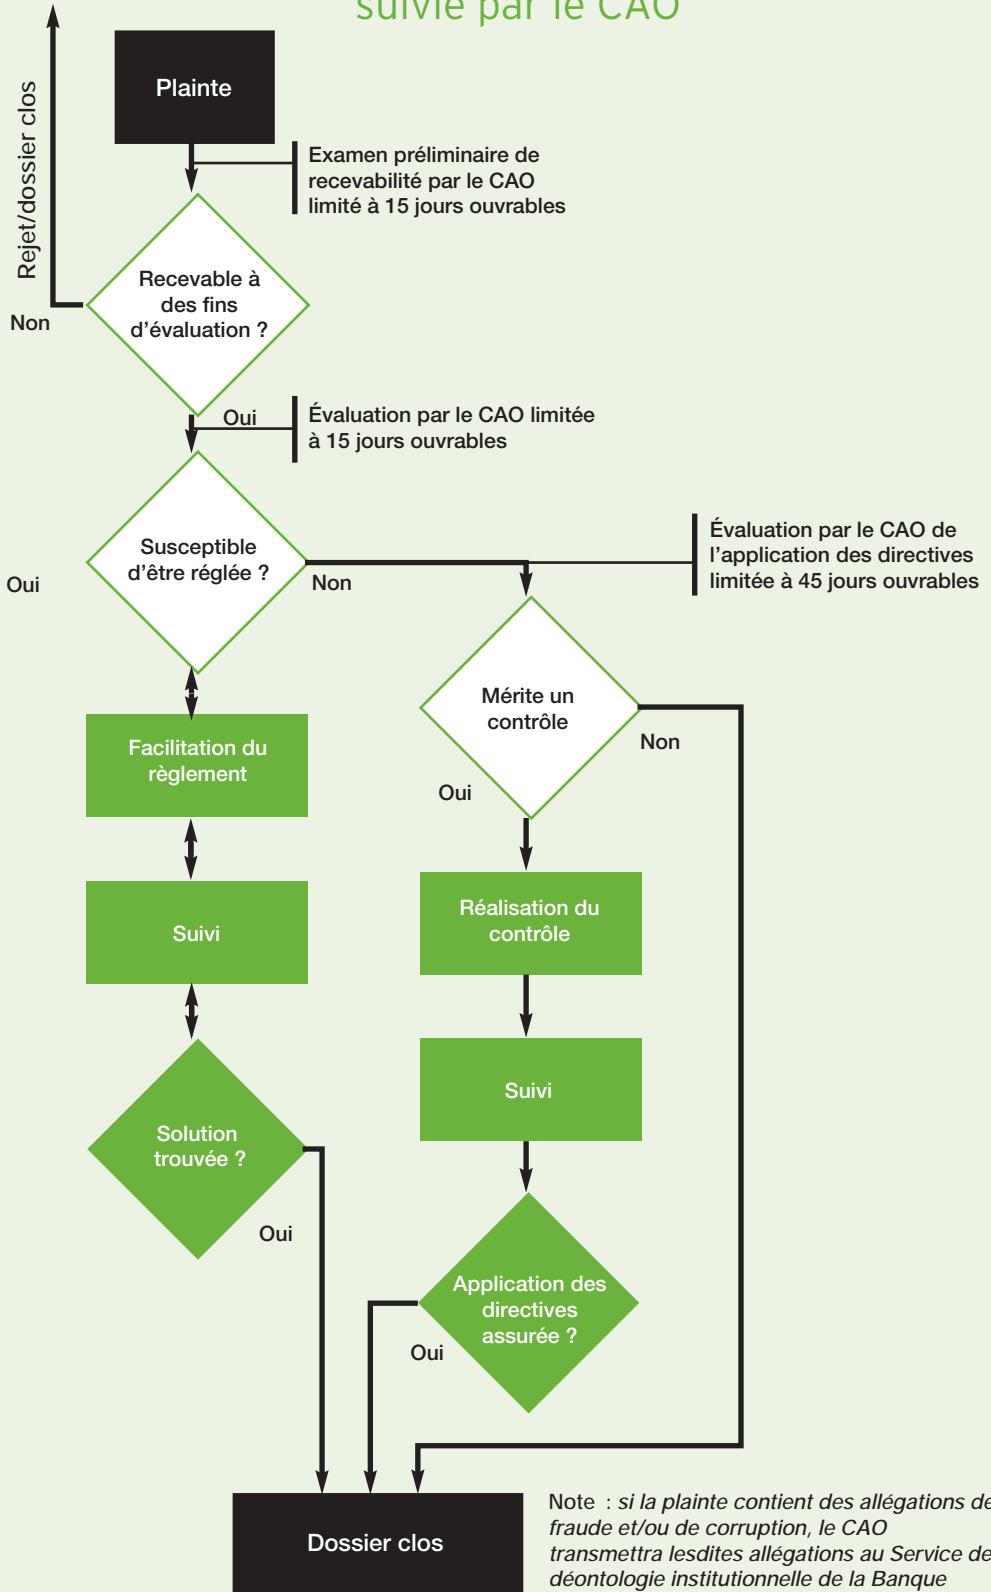 suivie par le CAO
Rejet/dossier clos
Plainte
Examen préliminaire de
recevabilité par le CAO
limité à 15 jours ouvrables
Recevable à
des fins
d'évaluation ?
Non
Oui
Évaluation par le CAO limitée
à 15 jours ouvrables
Susceptible
d'être réglée ?
Oui
Non
Évaluation par le CAO de
l'application des directives
limitée à 45 jours ouvrables
Mérite un
contrôle
Non
Oui
Facilitation du
règlement
Suivi
Réalisation du
contrôle
Suivi
Solution
trouvée ?
Oui
Application des
directives
assurée ?
Oui
Dossier clos
Note : si la plainte contient des allégations de
fraude et/ou de corruption, le CAO
transmettra lesdites allégations au Service de
déontologie institutionnelle de la Banque